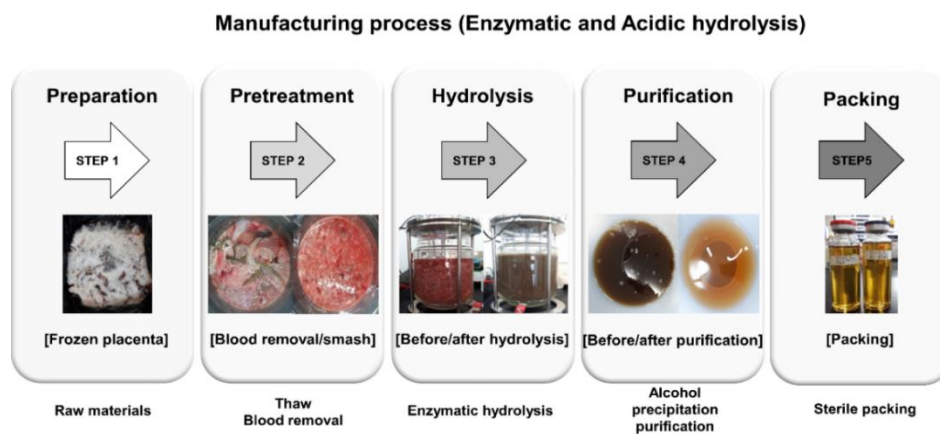 Manufacturing process (Enzymatic and Acidic hydrolysis)
Preparation
STEP 1
[Frozen placenta]
Raw materials
Pretreatment
STEP 2
[Blood removal/smash]
Thaw
Blood removal
Hydrolysis
STEP 3
[Before/after hydrolysis]
Enzymatic hydrolysis
Purification
STEP 4
[Before/after purification]
Alcohol
precipitation
purification
Packing
STEP5
[Packing]
Sterile packing